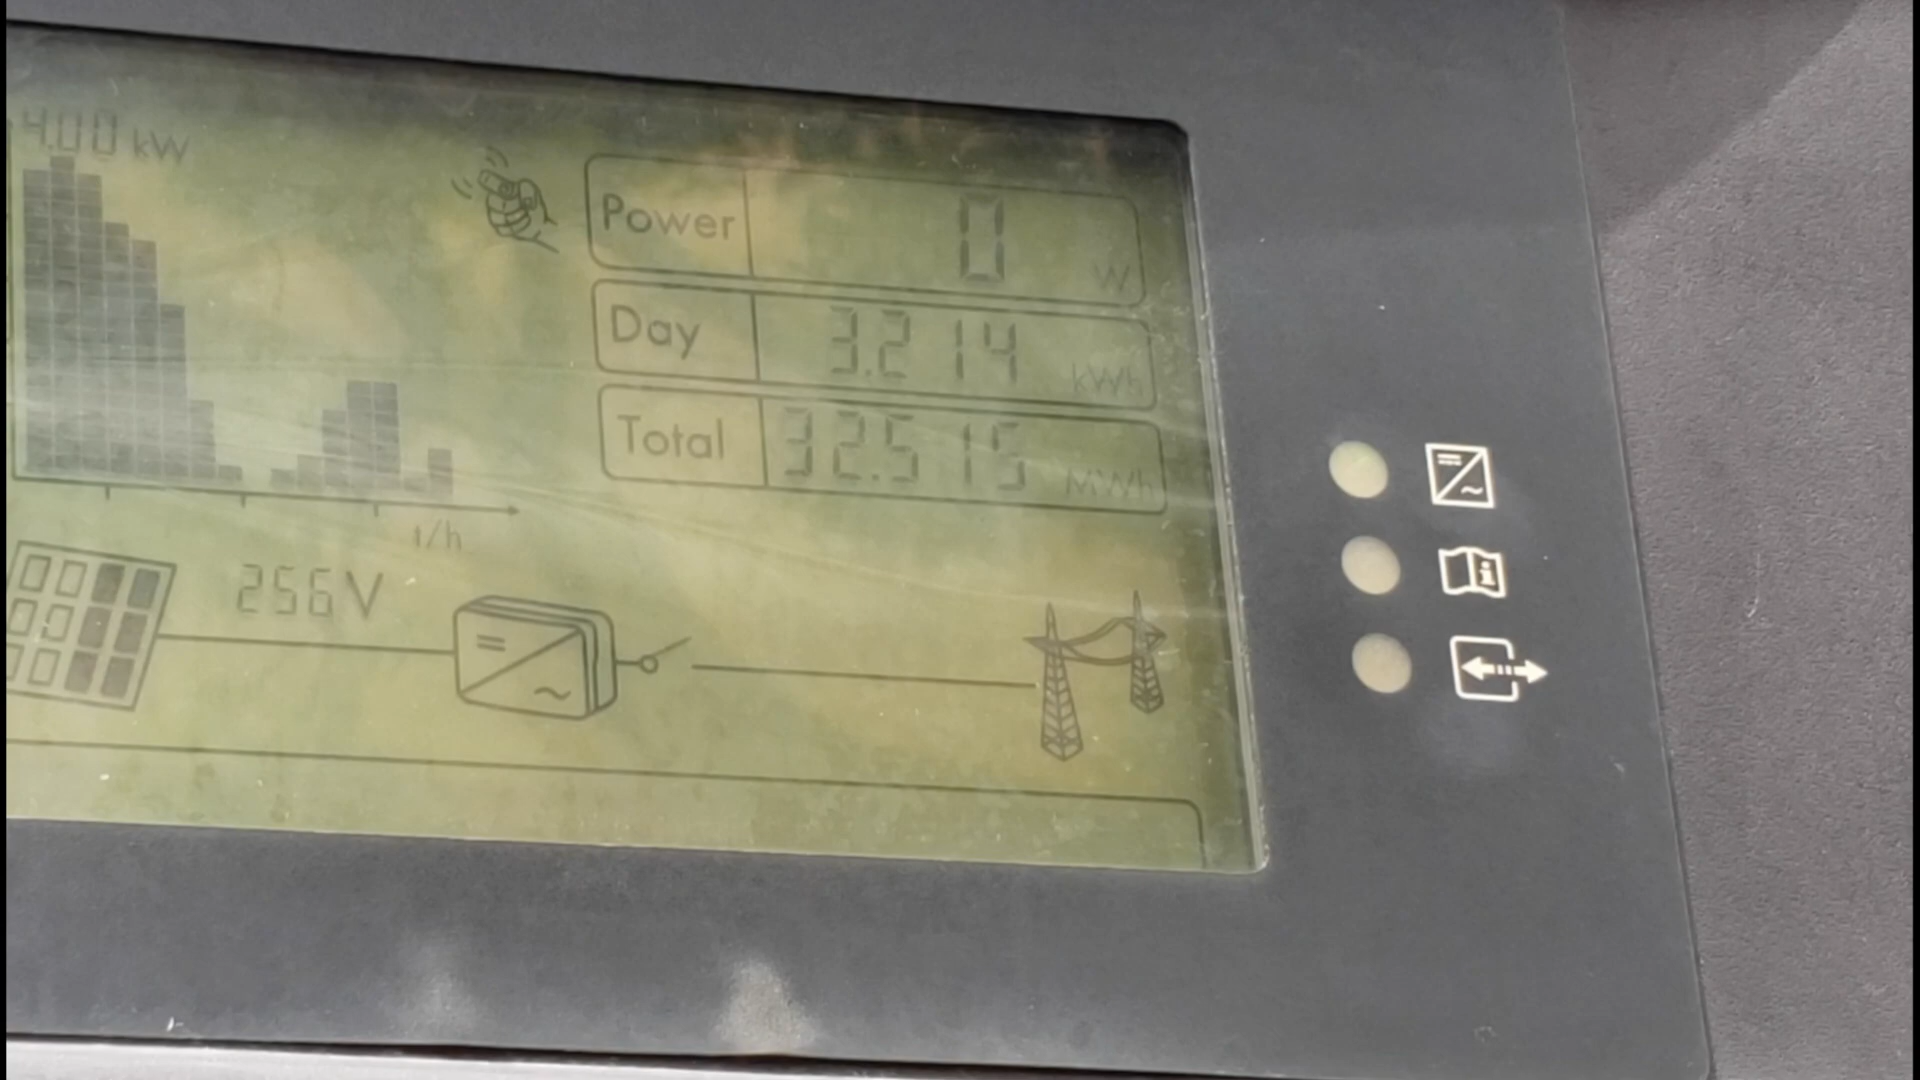 4.00 kW
Power 0 W
Day 3.214 kWh
Total 32.515 MWh
t/h
256V
i